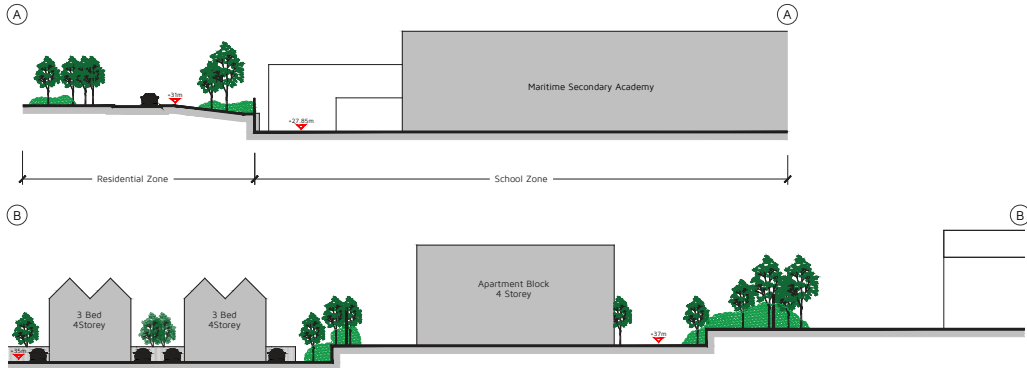 A
A
+31m
Maritime Secondary Academy
+27.85m
Residential Zone
School Zone
B
B
Apartment Block
4 Storey
3 Bed
4Storey
3 Bed
4Storey
+37m
+35m